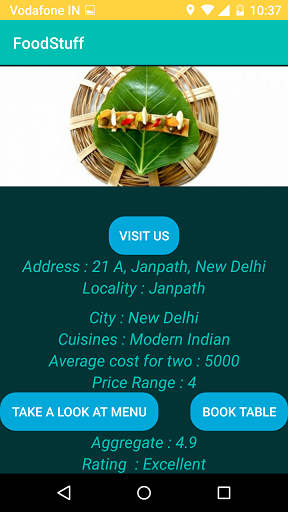 Vodafone IN
10:37
FoodStuff
VISIT US
Address : 21 A, Janpath, New Delhi
Locality : Janpath
City : New Delhi
Cuisines : Modern Indian
Average cost for two : 5000
Price Range : 4
TAKE A LOOK AT MENU
BOOK TABLE
Aggregate : 4.9
Rating : Excellent